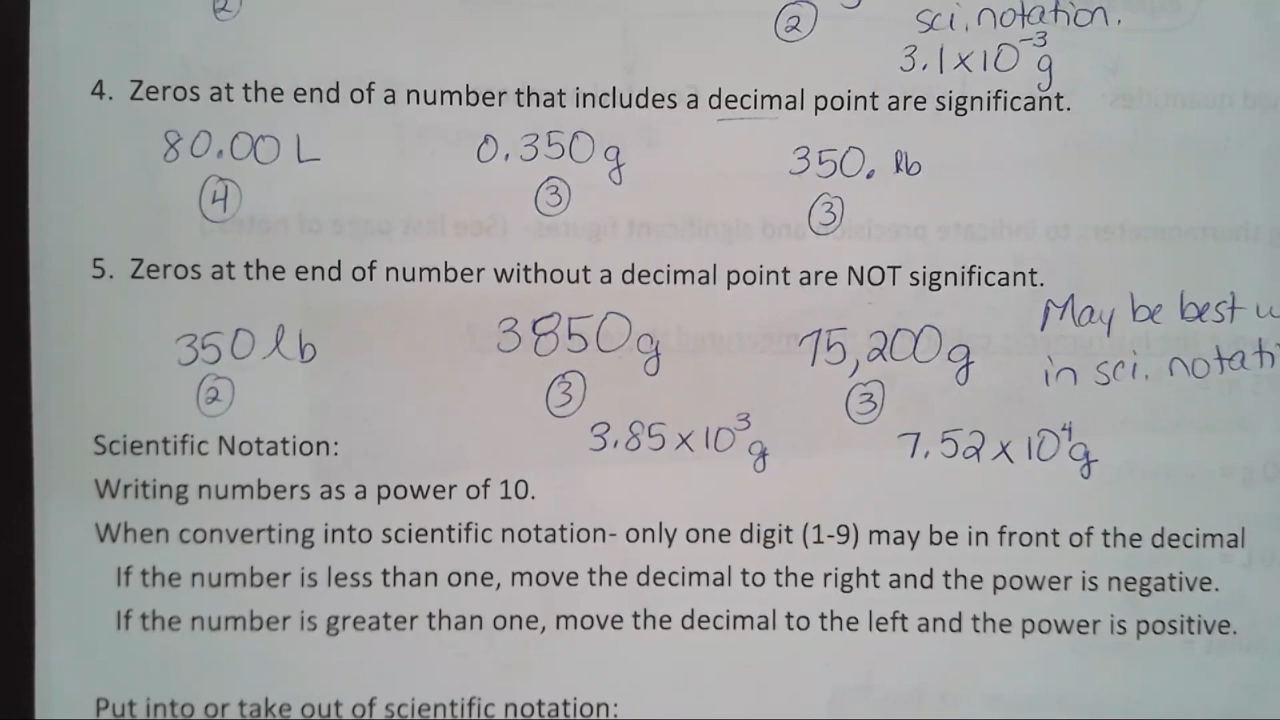 ② ② sci. notation.
3.1x10⁻³ g
4. Zeros at the end of a number that includes a decimal point are significant.
80.00 L 0.350 g 350. lb
④ ③ ③
5. Zeros at the end of number without a decimal point are NOT significant.
May be best
350 lb 3850 g 75,200 g
in sci.
② ③ ③
3.85 x 10³ g 7.52 x 10⁴ g
Scientific Notation:
Writing numbers as a power of 10.
When converting into scientific notation- only one digit (1-9) may be in front of the decimal
If the number is less than one, move the decimal to the right and the power is negative.
If the number is greater than one, move the decimal to the left and the power is positive.
Put into or take out of scientific notation: